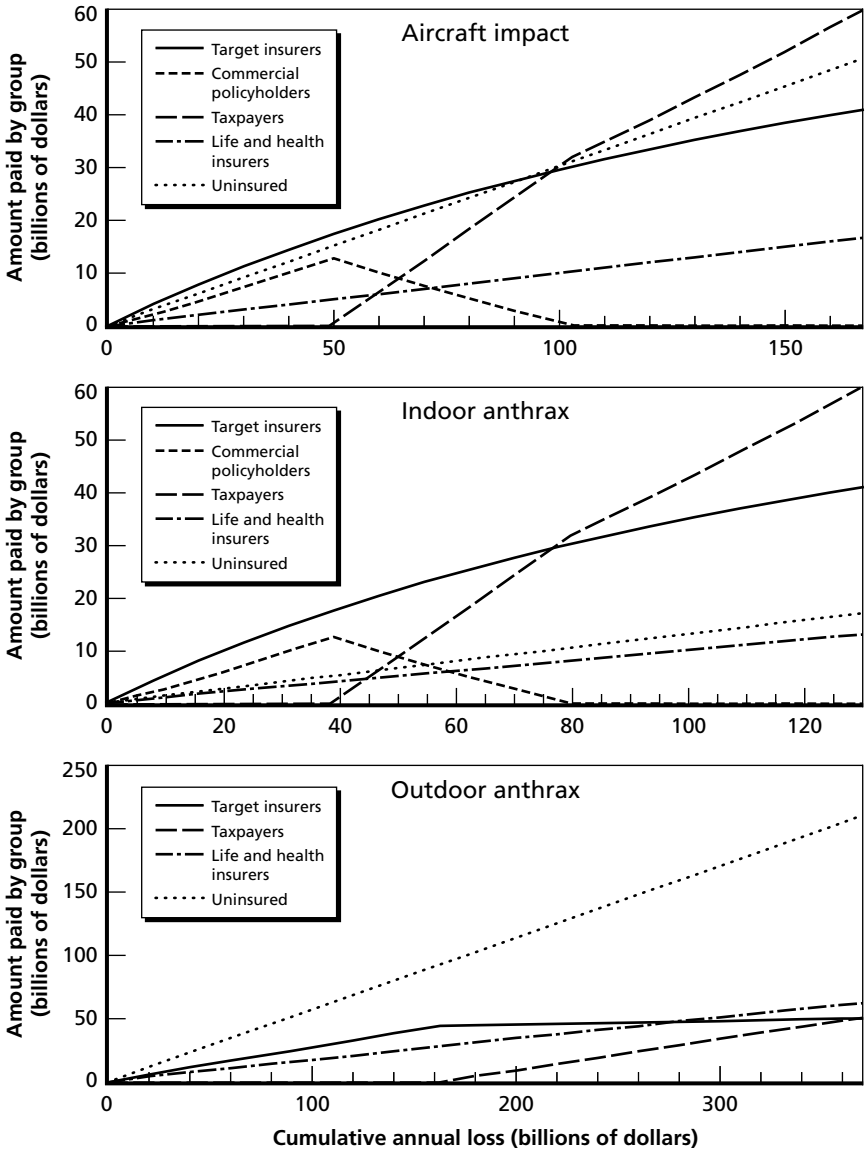 Aircraft impact
Amount paid by group
(billions of dollars)
60
50
40
30
20
10
0
Target insurers
Commercial
policyholders
Taxpayers
Life and health
insurers
Uninsured
0 50 100 150
Indoor anthrax
Amount paid by group
(billions of dollars)
60
50
40
30
20
10
0
Target insurers
Commercial
policyholders
Taxpayers
Life and health
insurers
Uninsured
0 20 40 60 80 100 120
Outdoor anthrax
Amount paid by group
(billions of dollars)
250
200
150
100
50
0
Target insurers
Taxpayers
Life and health
insurers
Uninsured
0 100 200 300
Cumulative annual loss (billions of dollars)